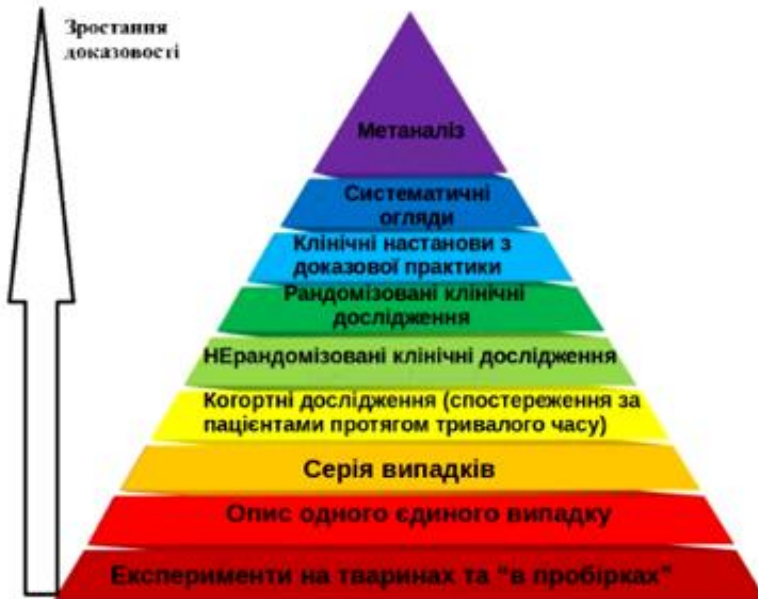 Зростання
доказовості
Метаналіз
Систематичні
огляди
Клінічні настанови з
доказової практики
Рандомізовані клінічні
дослідження
НЕрандомізовані клінічні дослідження
Когортні дослідження (спостереження за
пацієнтами протягом тривалого часу)
Серія випадків
Опис одного єдиного випадку
Експерименти на тваринах та "в пробірках"